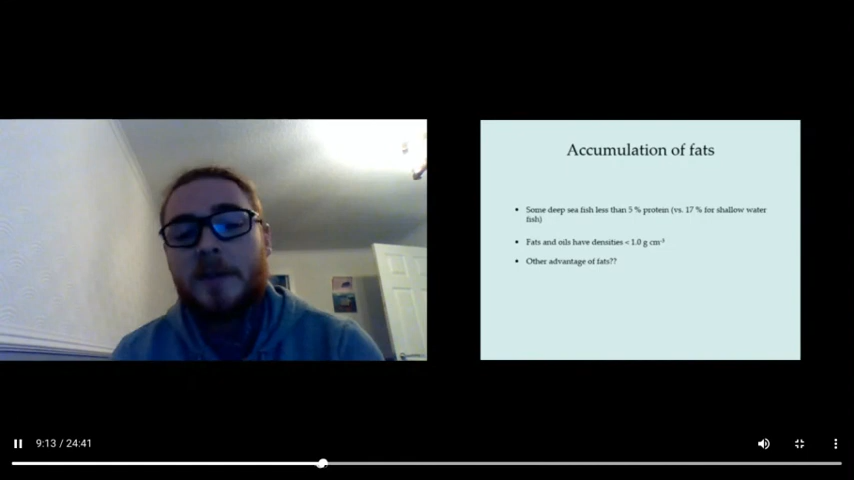 Accumulation of fats
• Some deep sea fish less than 5 % protein (vs. 17 % for shallow water
fish)
• Fats and oils have densities < 1.0 g cm⁻³
• Other advantage of fats??
9:13 / 24:41